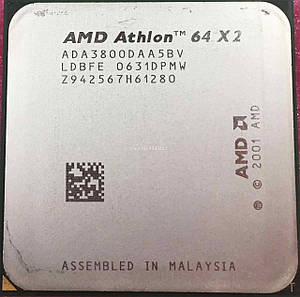 AMD Athlon™ 64 X2
ADA3800DAA5BV
LDBFE 0631DPMW
Z942567H61280
AMD
© 2001 AMD
ASSEMBLED IN MALAYSIA